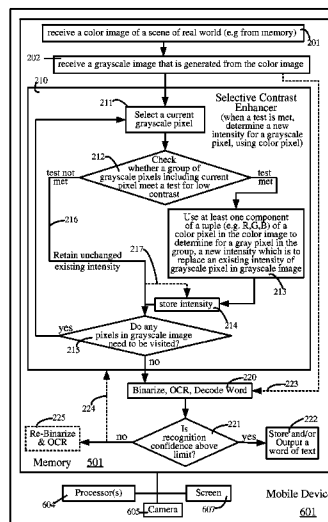 receive a color image of a scene of real world (e.g from memory)
201
202
receive a grayscale image that is generated from the color image
210
211
Select a current
grayscale pixel
Selective Contrast
Enhancer
(when a test is met,
determine a new
intensity for a grayscale
pixel, using color pixel)
212
Check
whether a group of
grayscale pixels including current
pixel meet a test for low
contrast
test not
met
test
met
216
Use at least one component
of a tuple (e.g. R,G,B) of a
color pixel in the color image to
determine for a gray pixel in the
group, a new intensity which is to
replace an existing intensity of
grayscale pixel in grayscale image
213
Retain unchanged
existing intensity
217
store intensity
214
yes
Do any
pixels in grayscale image
need to be visited?
215
no
220
Binarize, OCR, Decode Word
223
224
225
Re-Binarize
& OCR
no
Is
recognition
confidence above
limit?
221
yes
222
Store and/or
Output a
word of text
Memory 501
604
Processor(s)
Screen
607
605
Camera
Mobile Device
601